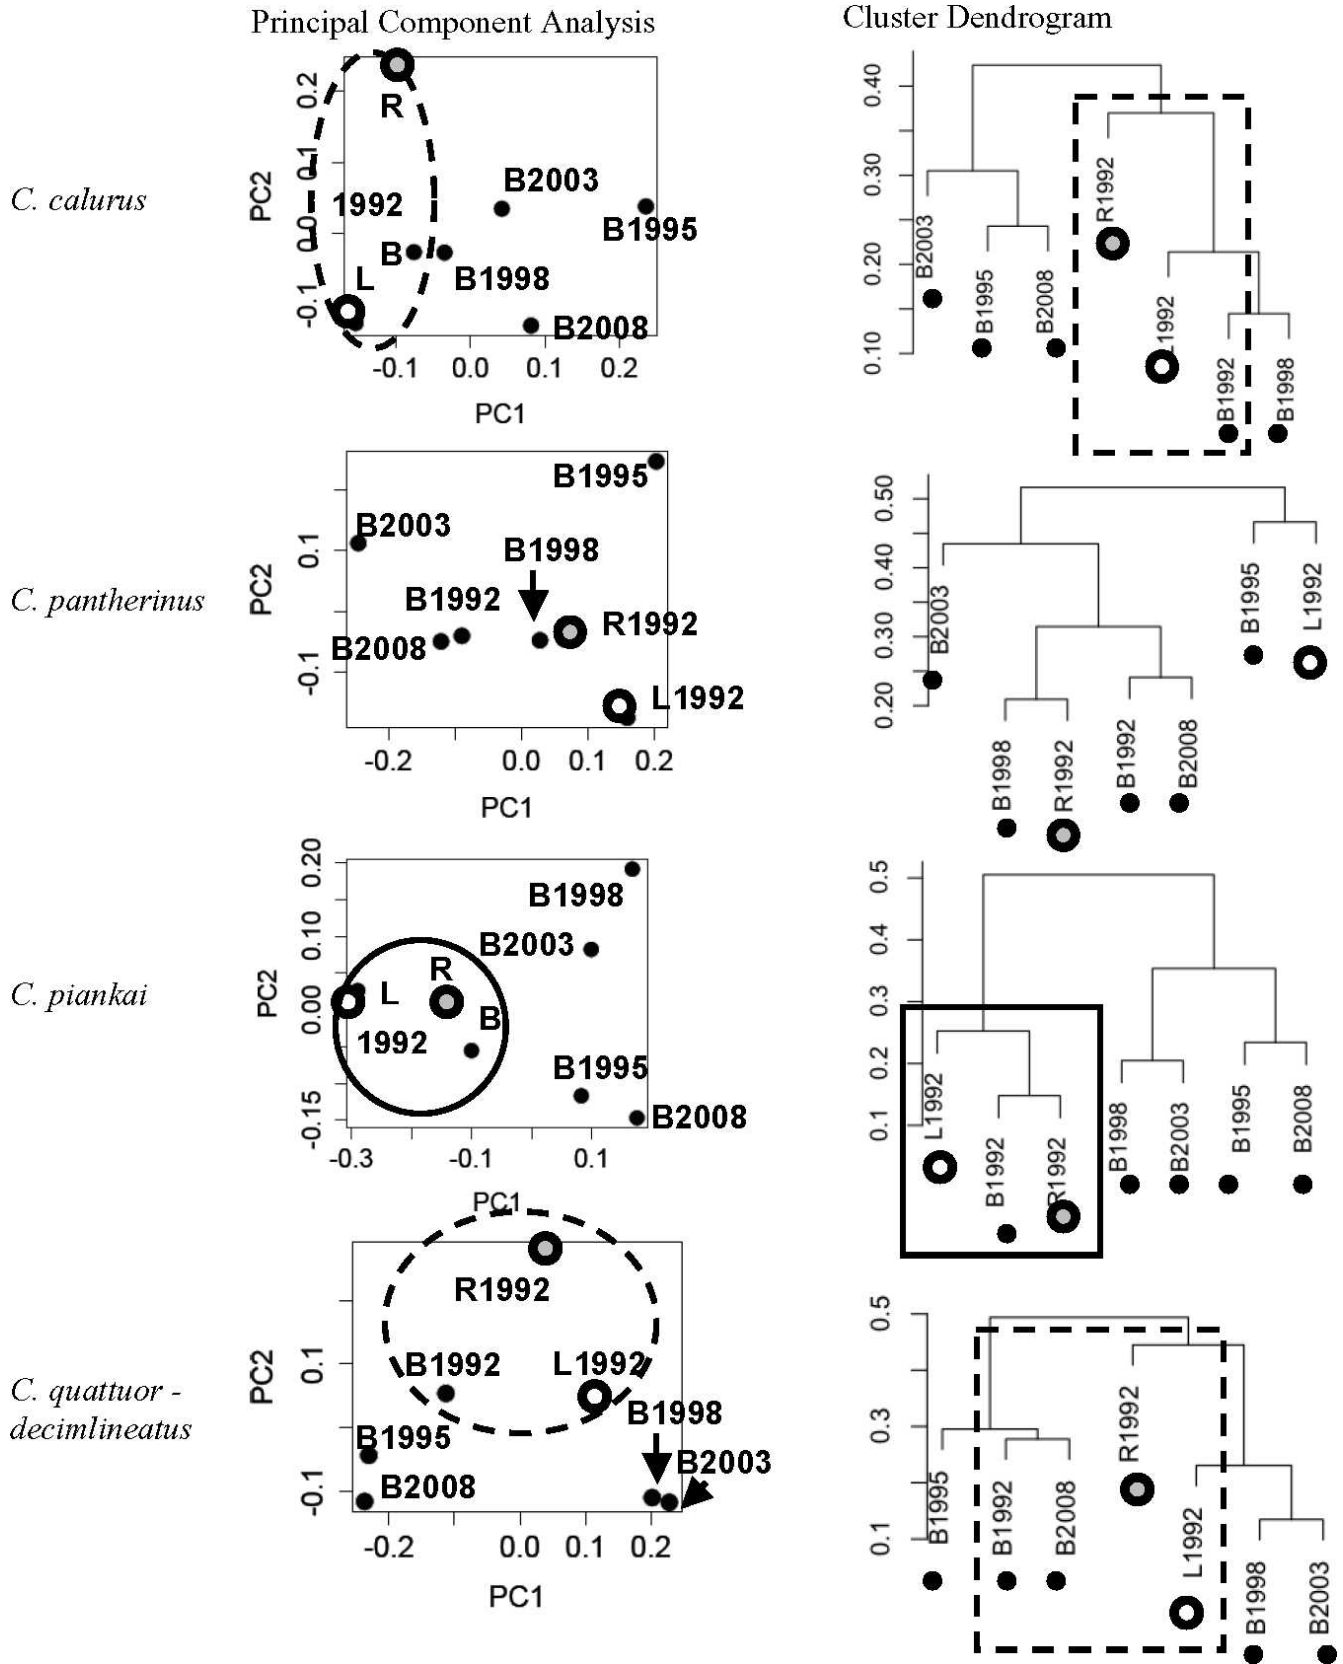 Principal Component Analysis
Cluster Dendrogram
C. calurus
PC2
0.2
0.1
0.0
-0.1
R
1992
B
L
B2003
B1995
B1998
B2008
-0.1 0.0 0.1 0.2
PC1
0.40
0.30
0.20
0.10
B2003
B1995
B2008
R1992
L1992
B1992
B1998
C. pantherinus
PC2
0.1
-0.1
B1995
B2003
B1998
B1992
R1992
B2008
L1992
-0.2 0.0 0.1 0.2
PC1
0.50
0.40
0.30
0.20
B2003
B1998
R1992
B1992
B2008
B1995
L1992
C. piankai
PC2
0.20
0.10
0.00
-0.15
B1998
B2003
R
L
B
1992
B1995
B2008
-0.3 -0.1 0.1
PC1
0.5
0.4
0.3
0.2
0.1
L1992
B1992
R1992
B1998
B2003
B1995
B2008
C. quattuor -
decimlineatus
PC2
0.1
-0.1
R1992
B1992
L1992
B1998
B1995
B2003
B2008
-0.2 0.0 0.1 0.2
PC1
0.5
0.3
0.1
B1995
B1992
B2008
R1992
L1992
B1998
B2003